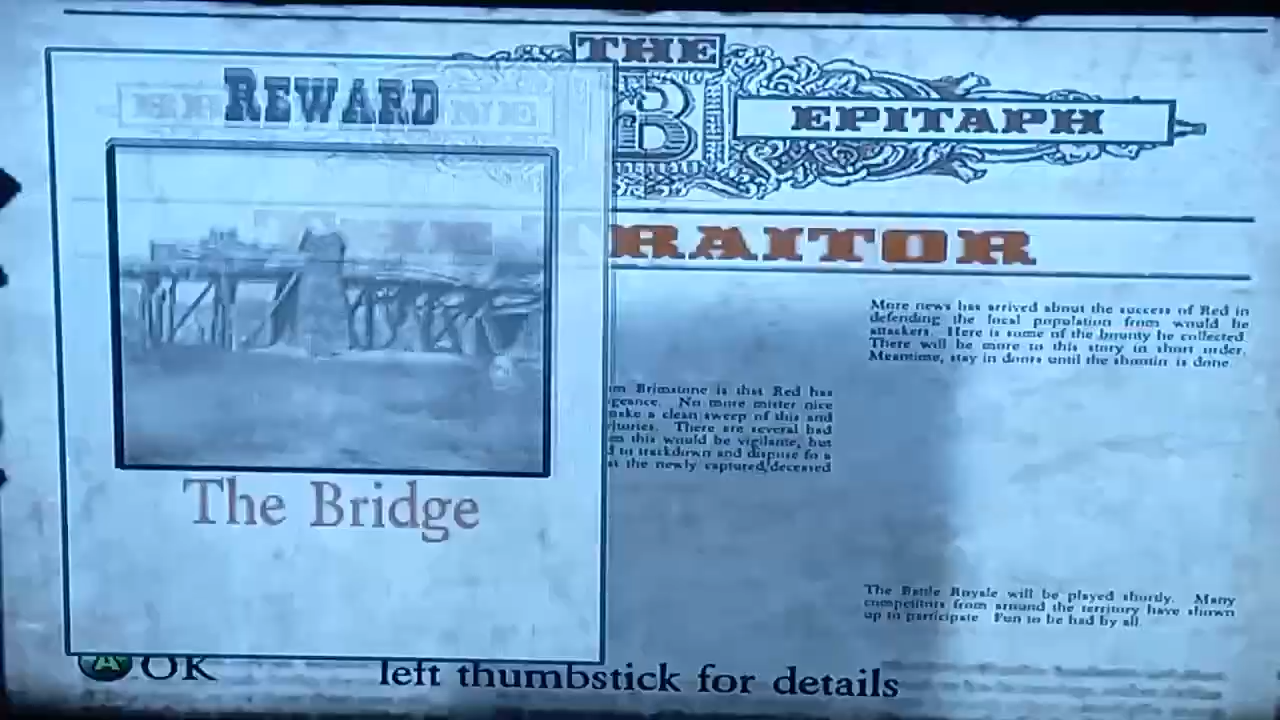 THE
B
EPITAPH
REWARD
RAITOR
The Bridge
m Brimstone is that Red has
geance. No more mister nice
make a clean sweep of this and
ritories. There are several bad
this would be vigilante, but
d to trackdown and dispose fo a
the newly captured/deceased
More news has arrived about the success of Red in
defending the local population from would be
attackers. Here is some of the bounty he collected.
There will be more to this story in short order.
Meantime, stay in doors until the shootin is done.
The Battle Royale will be played shortly. Many
competitors from around the territory have shown
up to participate. Fun to be had by all.
A OK
left thumbstick for details